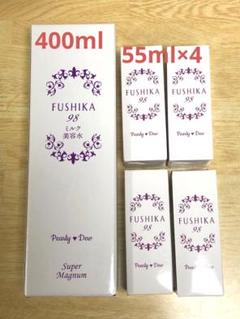 400ml
55ml×4
FUSHIKA
98
ミルク
美容水
Pearly ♥ Dew
Super
Magnum
FUSHIKA
98
Pearly ♥ Dew
FUSHIKA
98
Pearly ♥ Dew
FUSHIKA
98
Pearly ♥ Dew
FUSHIKA
98
Pearly ♥ Dew